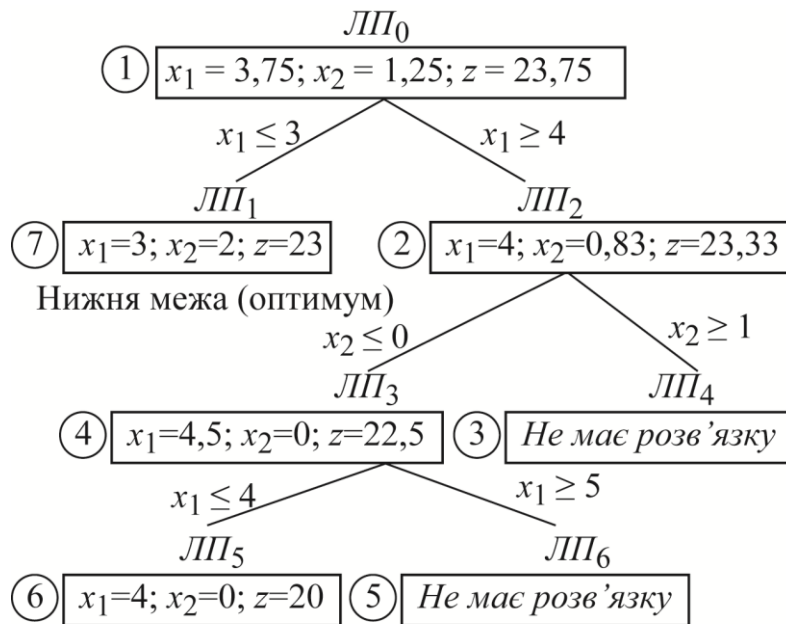 ЛП0
1 x1 = 3,75; x2 = 1,25; z = 23,75
x1 ≤ 3 x1 ≥ 4
ЛП1 ЛП2
7 x1=3; x2=2; z=23 2 x1=4; x2=0,83; z=23,33
Нижня межа (оптимум)
x2 ≤ 0 x2 ≥ 1
ЛП3 ЛП4
4 x1=4,5; x2=0; z=22,5 3 Не має розв’язку
x1 ≤ 4 x1 ≥ 5
ЛП5 ЛП6
6 x1=4; x2=0; z=20 5 Не має розв’язку